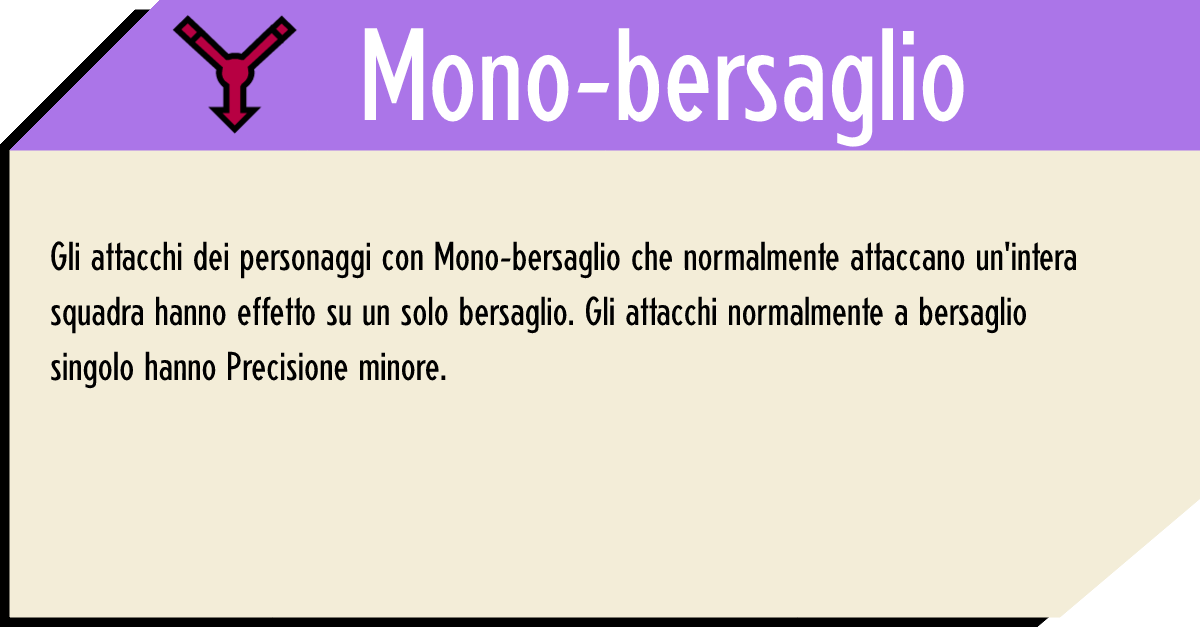 Mono-bersaglio
Gli attacchi dei personaggi con Mono-bersaglio che normalmente attaccano un'intera
squadra hanno effetto su un solo bersaglio. Gli attacchi normalmente a bersaglio
singolo hanno Precisione minore.